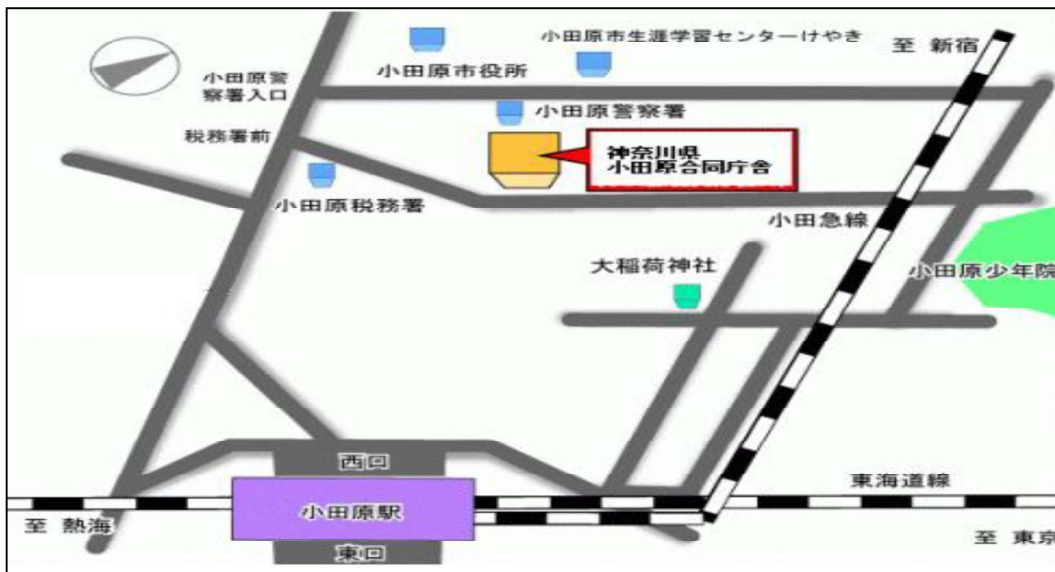 小田原市生涯学習センターけやき
至 新宿
小田原市役所
小田原警
察署入口
小田原警察署
税務署前
神奈川県
小田原合同庁舎
小田原税務署
小田急線
大稲荷神社
小田原少年院
西口
東海道線
小田原駅
至 熱海
至 東京
東口